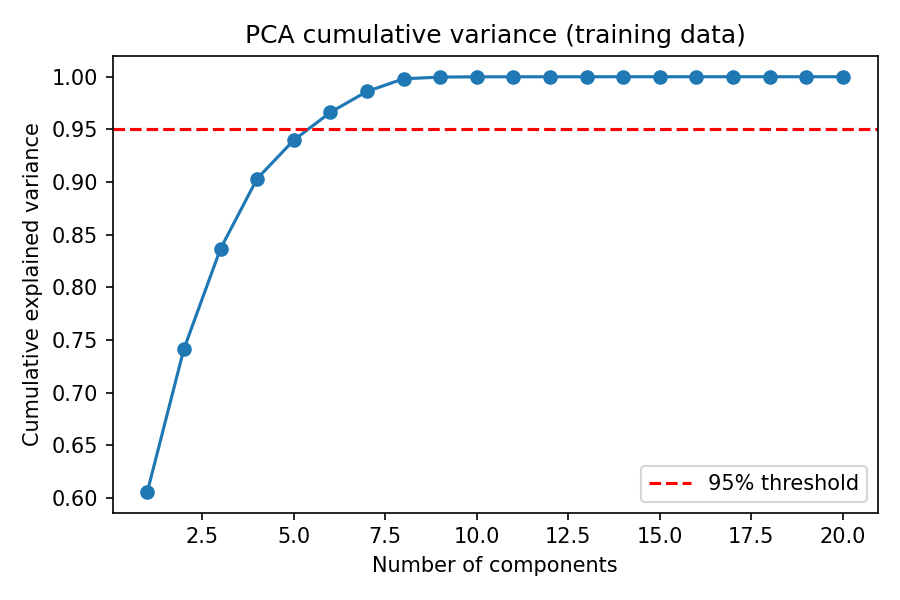 PCA cumulative variance (training data)
Cumulative explained variance
1.00
0.95
0.90
0.85
0.80
0.75
0.70
0.65
0.60
95% threshold
2.5 5.0 7.5 10.0 12.5 15.0 17.5 20.0
Number of components